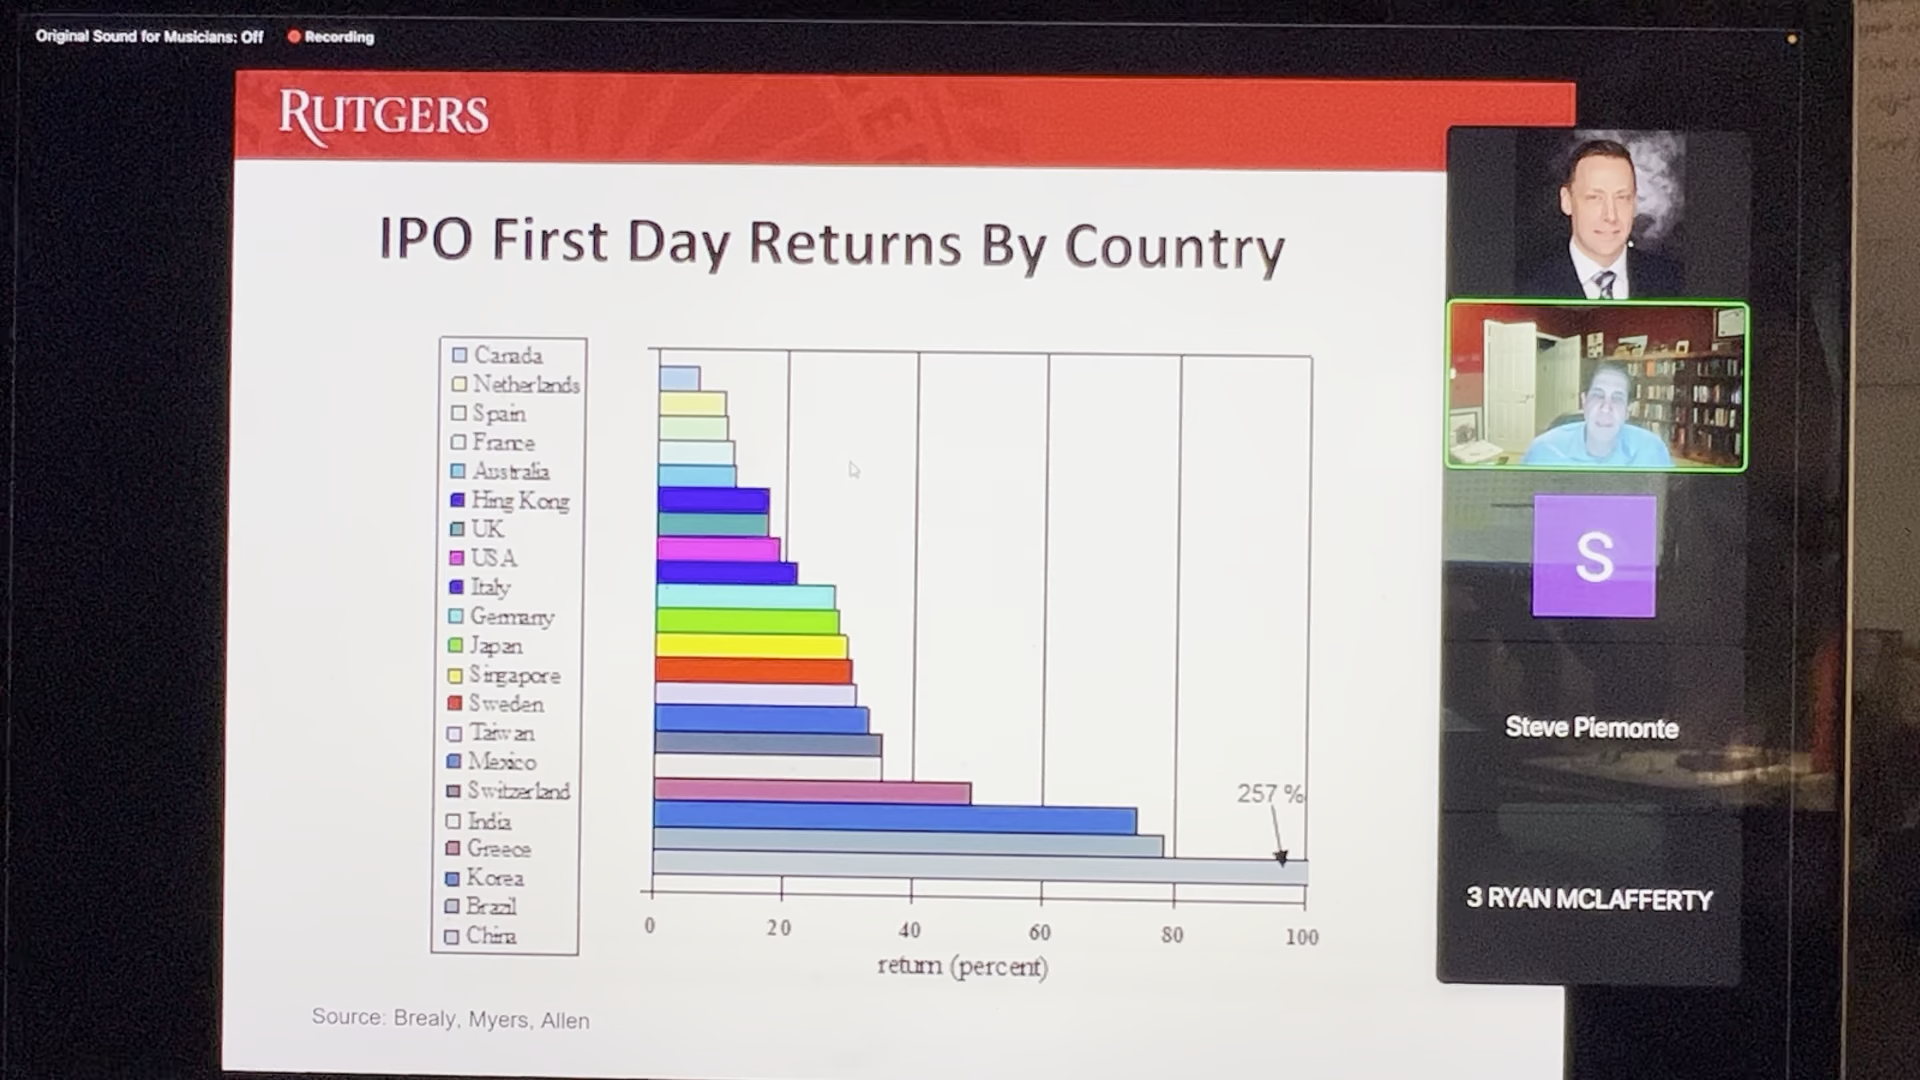 Original Sound for Musicians: Off Recording
RUTGERS
IPO First Day Returns By Country
Canada
Netherlands
Spain
France
Australia
Hing Kong
UK
USA
Italy
Germany
Japan
Singapore
Sweden
Taiwan
Mexico
Switzerland
India
Greece
Korea
Brazil
China
257 %
0 20 40 60 80 100
return (percent)
Source: Brealy, Myers, Allen
S
Steve Piemonte
3 RYAN MCLAFFERTY